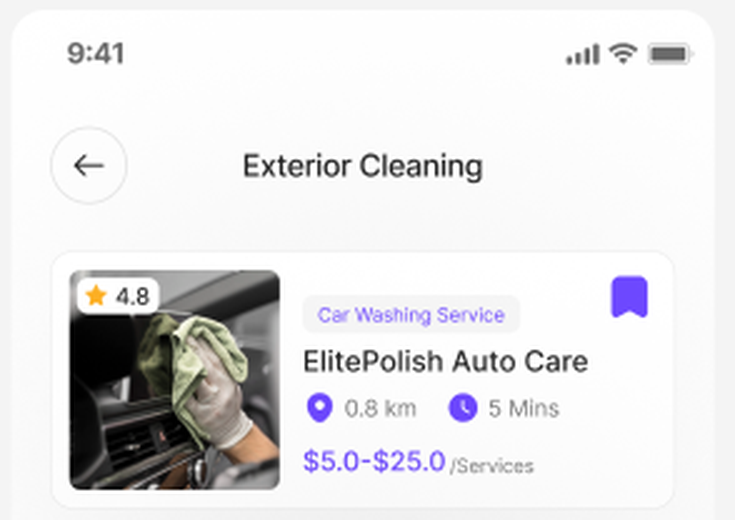 9:41
Exterior Cleaning
4.8
Car Washing Service
ElitePolish Auto Care
0.8 km 5 Mins
$5.0-$25.0 /Services